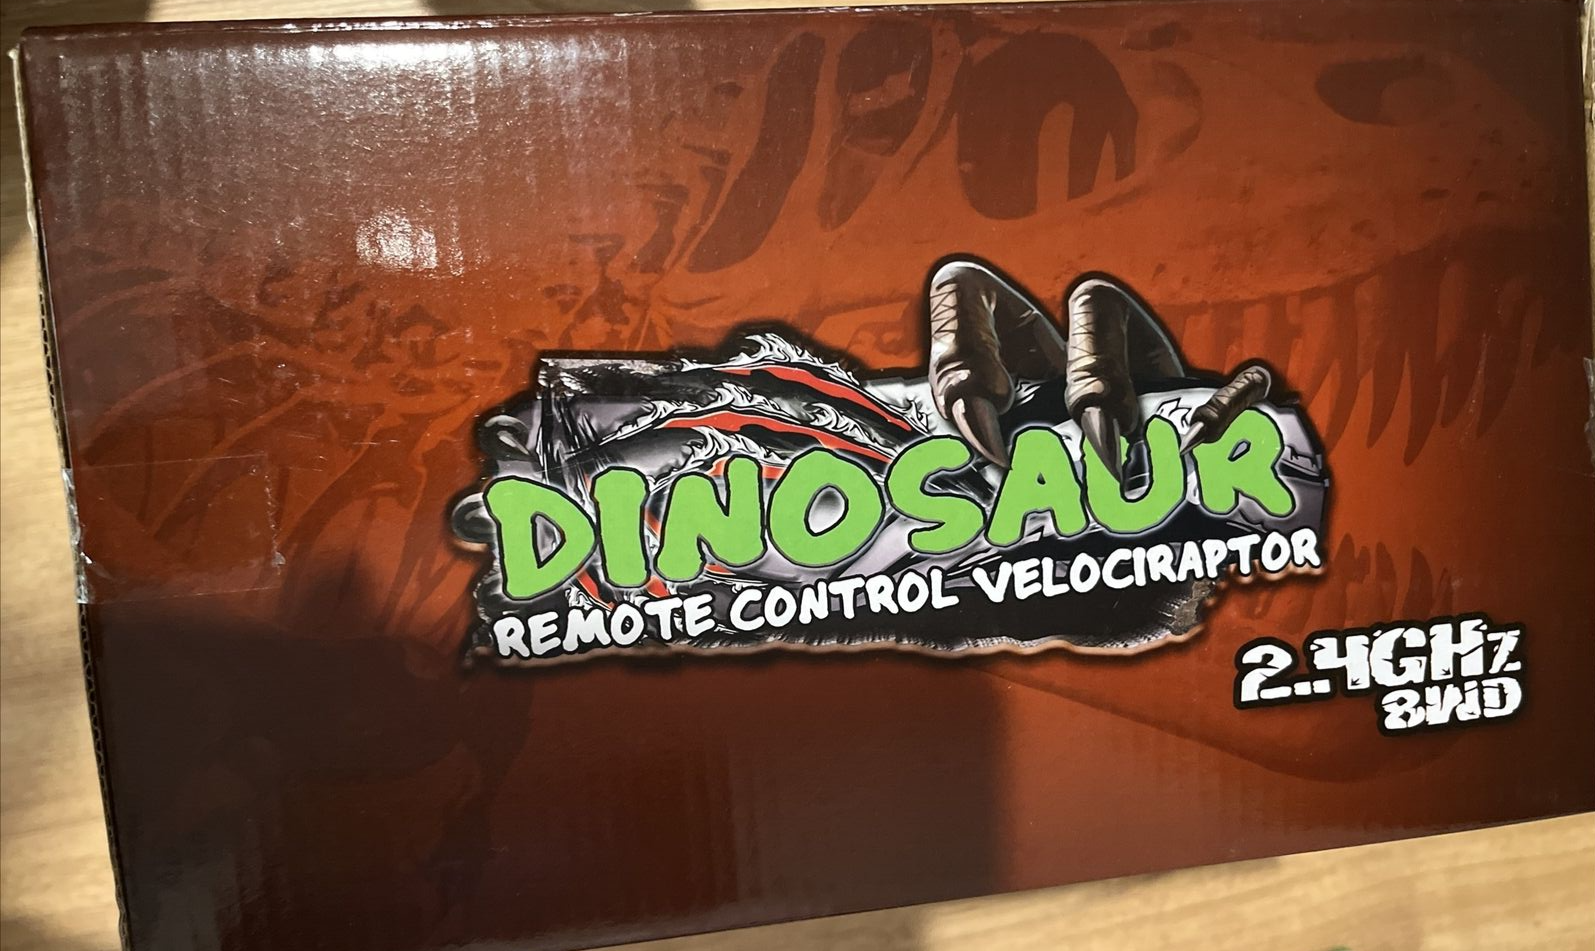 DINOSAUR
REMOTE CONTROL VELOCIRAPTOR
2.4GHz
8WD